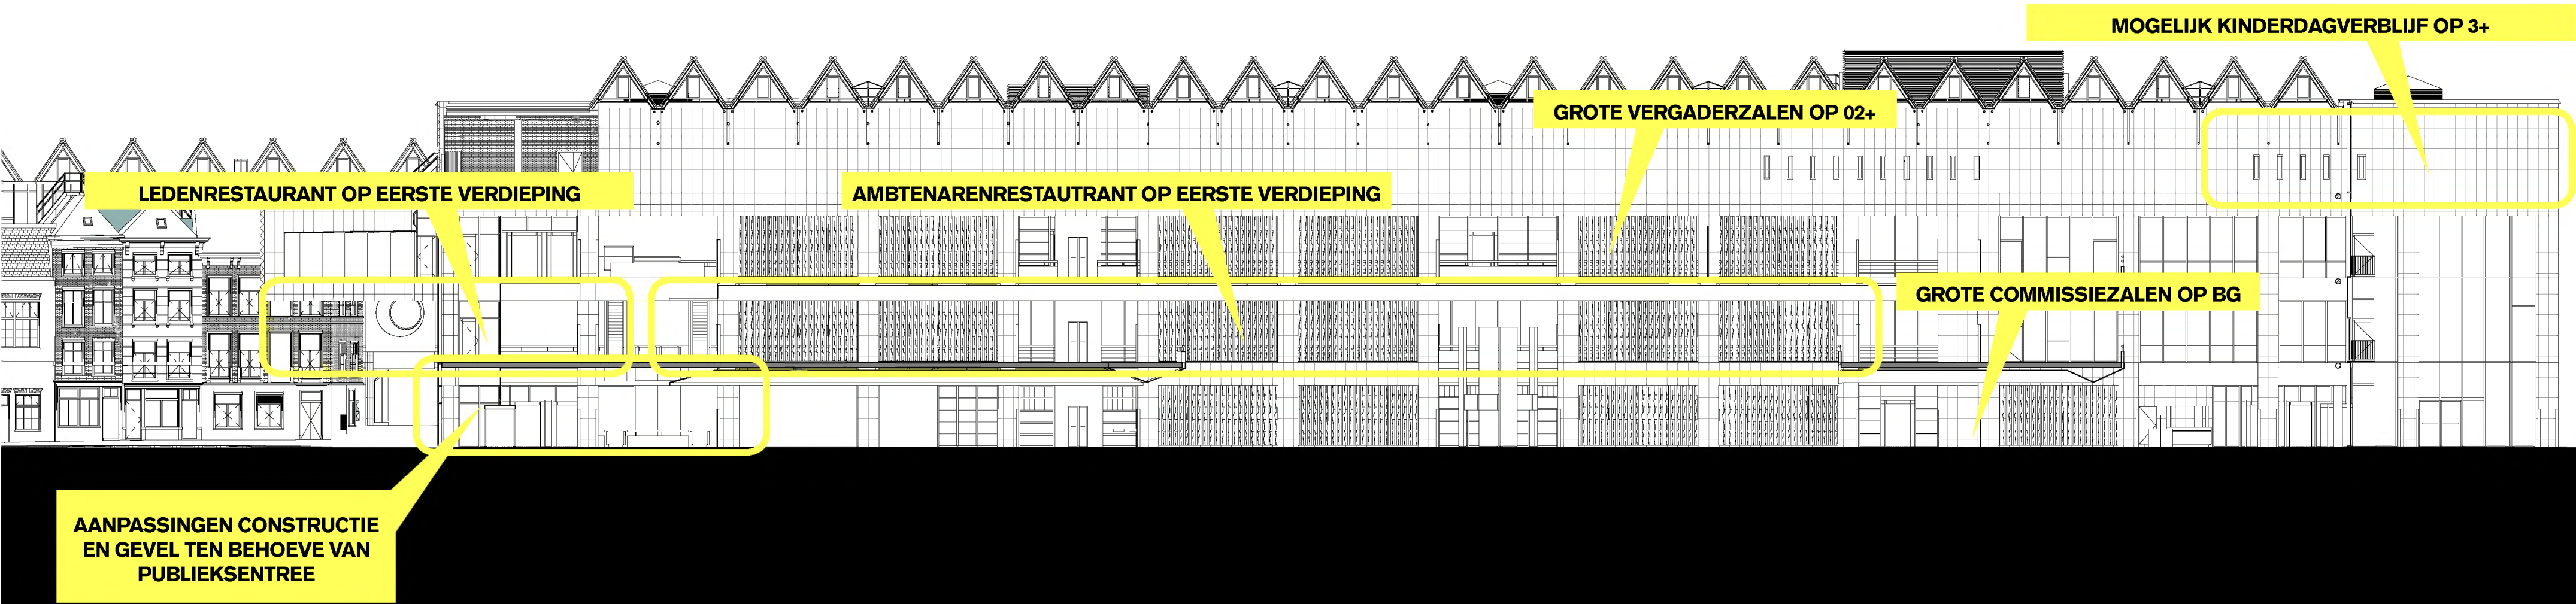 MOGELIJK KINDERDAGVERBLIJF OP 3+
GROTE VERGADERZALEN OP 02+
LEDENRESTAURANT OP EERSTE VERDIEPING
AMBTENARENRESTAUTRANT OP EERSTE VERDIEPING
GROTE COMMISSIEZALEN OP BG
AANPASSINGEN CONSTRUCTIE
EN GEVEL TEN BEHOEVE VAN
PUBLIEKSENTREE